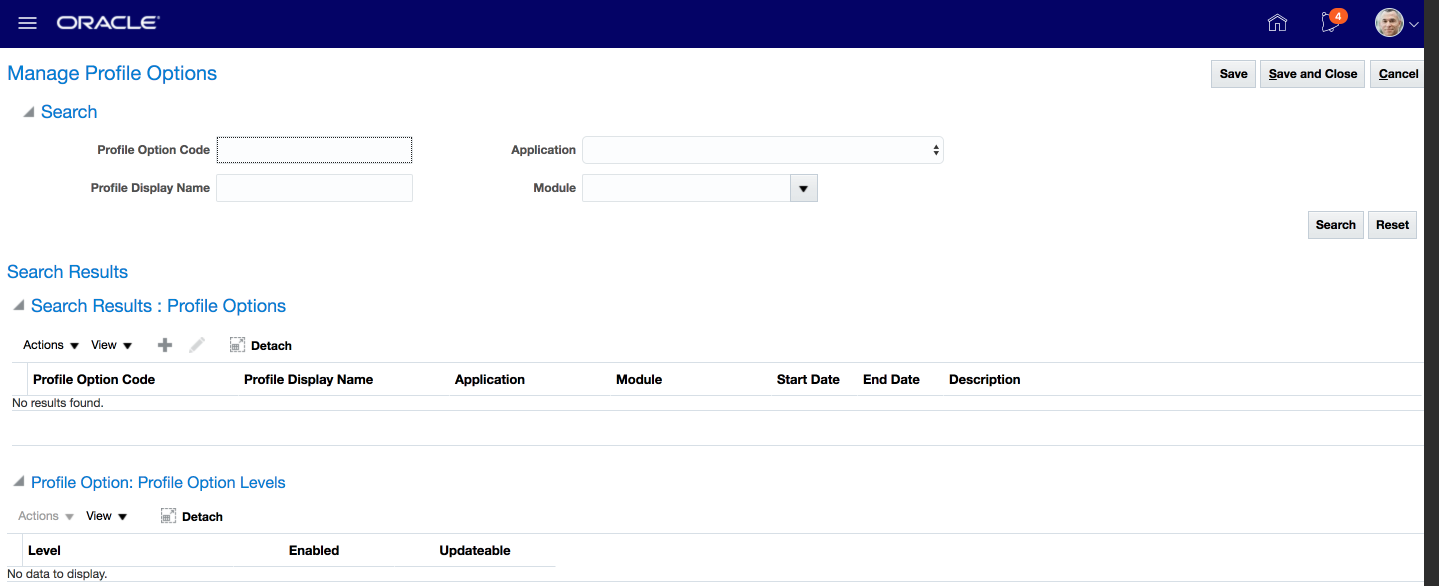 ORACLE
4
Manage Profile Options
Save Save and Close Cancel
Search
Profile Option Code Application
Profile Display Name Module
Search Reset
Search Results
Search Results : Profile Options
Actions View Detach
Profile Option Code Profile Display Name Application Module Start Date End Date Description
No results found.
Profile Option: Profile Option Levels
Actions View Detach
Level Enabled Updateable
No data to display.